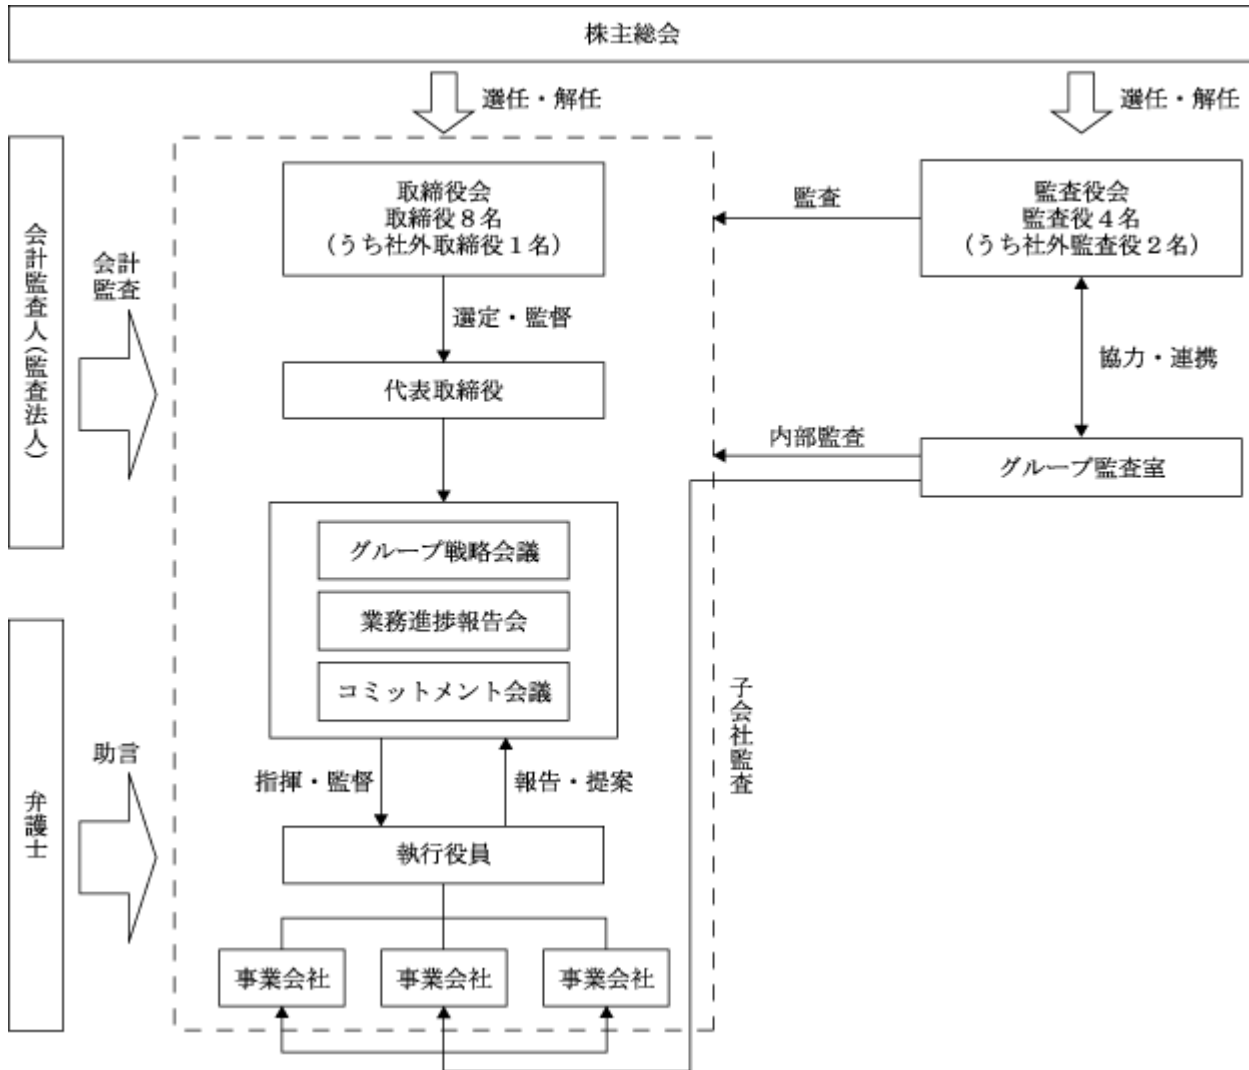 株主総会
選任・解任
選任・解任
会計監査人(監査法人)
会計
監査
取締役会
取締役8名
(うち社外取締役1名)
監査
監査役会
監査役4名
(うち社外監査役2名)
選定・監督
協力・連携
代表取締役
内部監査
グループ監査室
グループ戦略会議
業務進捗報告会
コミットメント会議
子会社監査
弁護士
助言
指揮・監督
報告・提案
執行役員
事業会社
事業会社
事業会社